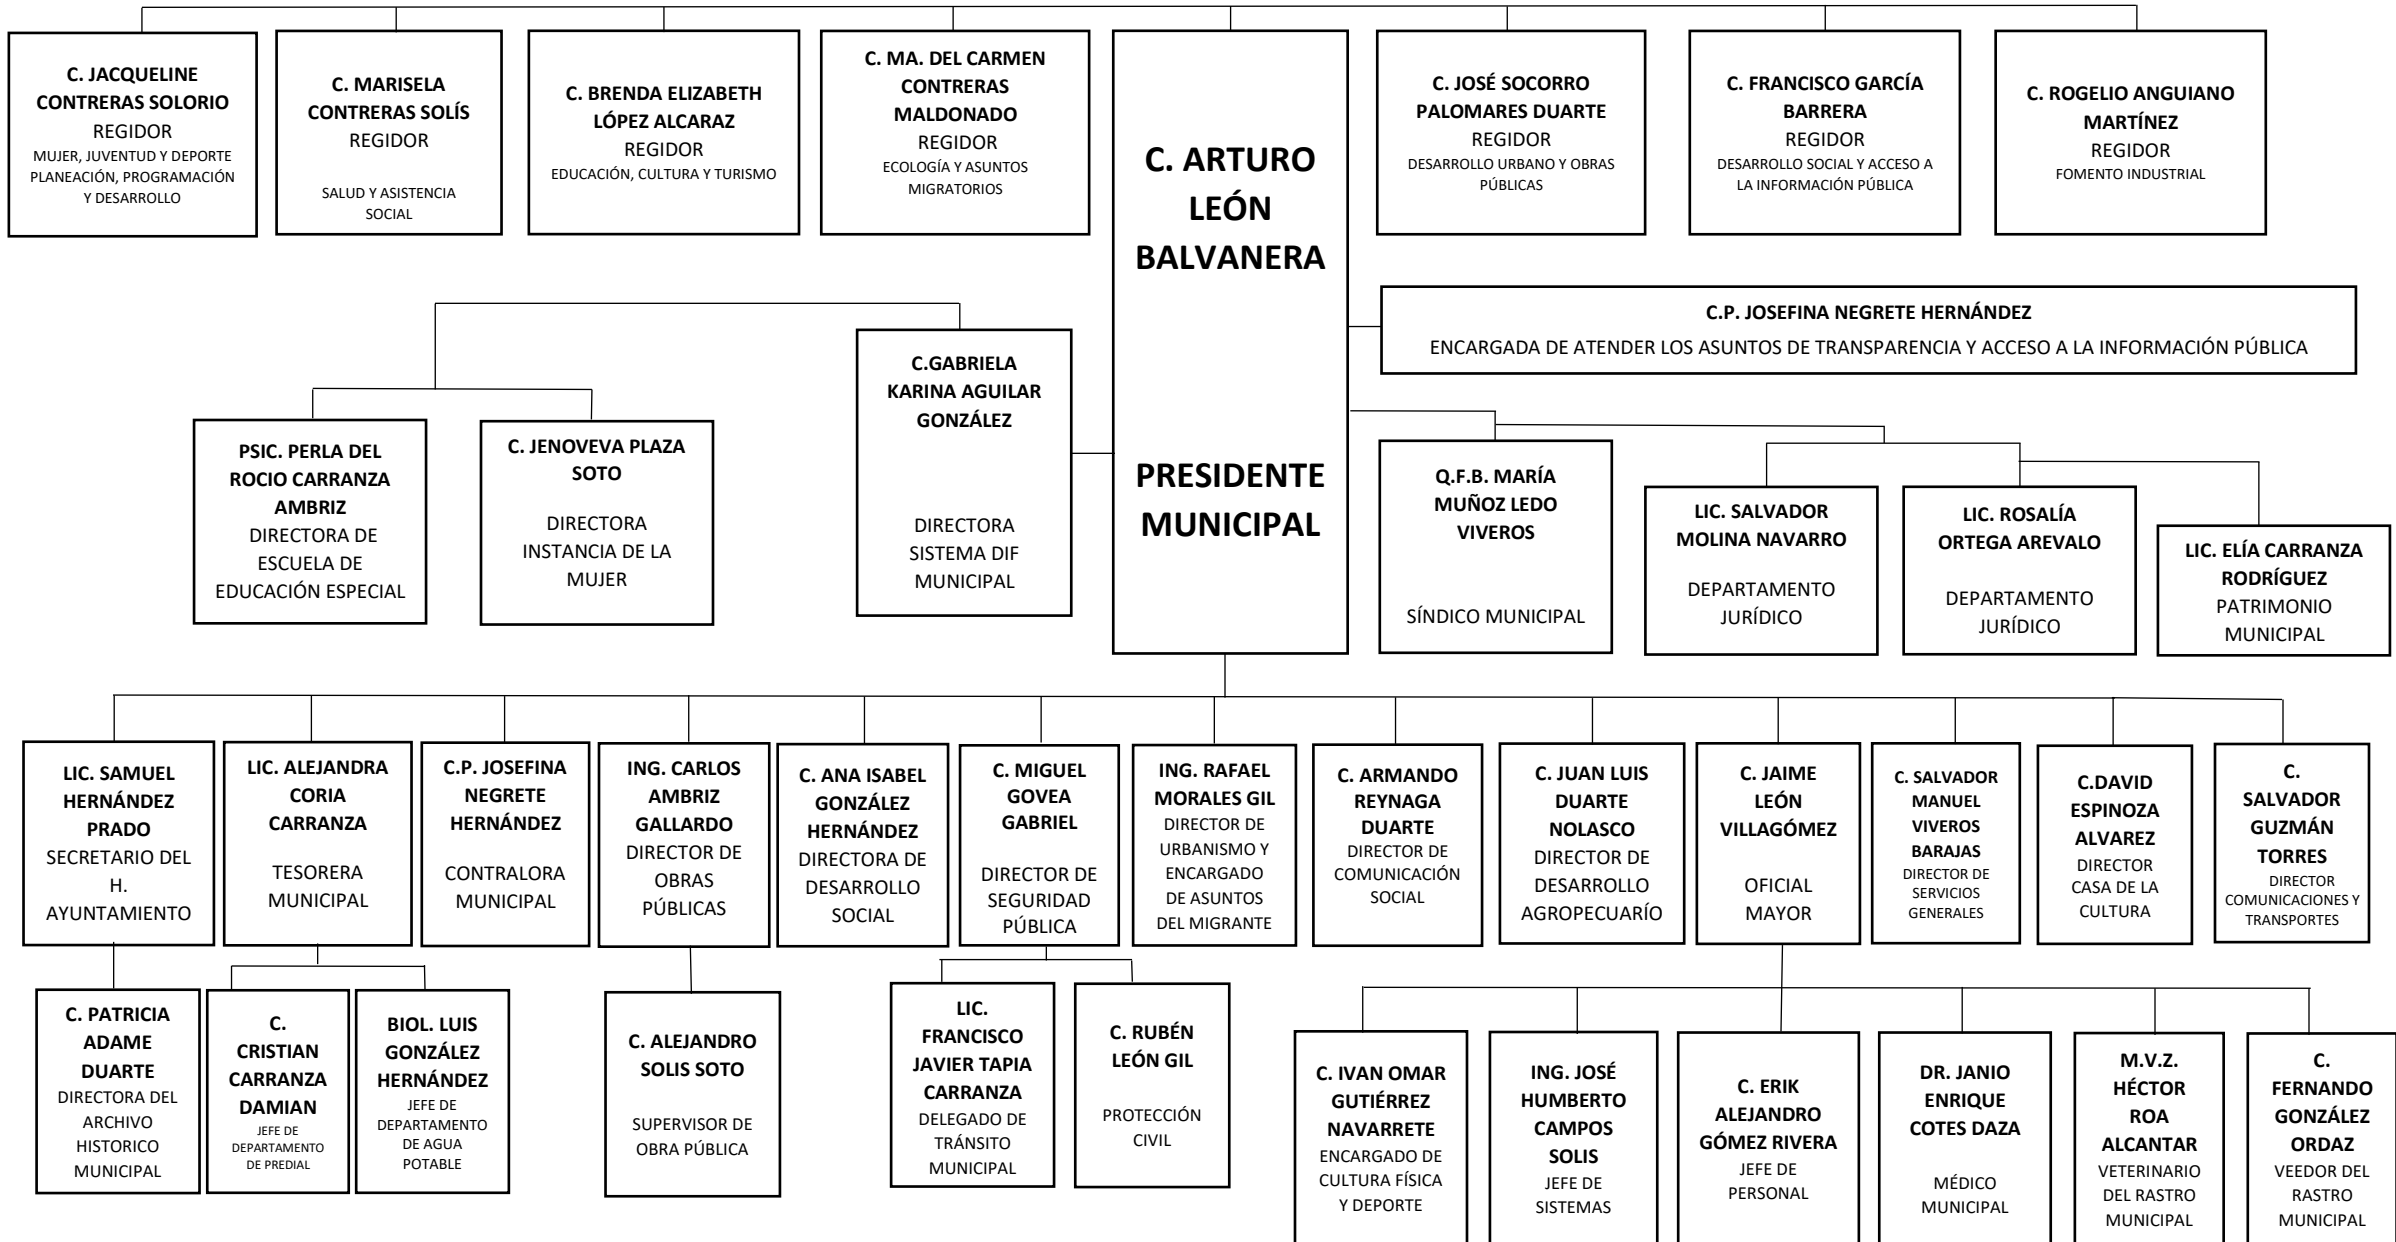 C. JACQUELINE
CONTRERAS SOLORIO
REGIDOR
MUJER, JUVENTUD Y DEPORTE
PLANEACIÓN, PROGRAMACIÓN
Y DESARROLLO
C. MARISELA
CONTRERAS SOLÍS
REGIDOR
SALUD Y ASISTENCIA
SOCIAL
C. BRENDA ELIZABETH
LÓPEZ ALCARAZ
REGIDOR
EDUCACIÓN, CULTURA Y TURISMO
C. MA. DEL CARMEN
CONTRERAS
MALDONADO
REGIDOR
ECOLOGÍA Y ASUNTOS
MIGRATORIOS
C. ARTURO
LEÓN
BALVANERA
PRESIDENTE
MUNICIPAL
C. JOSÉ SOCORRO
PALOMARES DUARTE
REGIDOR
DESARROLLO URBANO Y OBRAS
PÚBLICAS
C. FRANCISCO GARCÍA
BARRERA
REGIDOR
DESARROLLO SOCIAL Y ACCESO A
LA INFORMACIÓN PÚBLICA
C. ROGELIO ANGUIANO
MARTÍNEZ
REGIDOR
FOMENTO INDUSTRIAL
C.P. JOSEFINA NEGRETE HERNÁNDEZ
ENCARGADA DE ATENDER LOS ASUNTOS DE TRANSPARENCIA Y ACCESO A LA INFORMACIÓN PÚBLICA
PSIC. PERLA DEL
ROCIO CARRANZA
AMBRIZ
DIRECTORA DE
ESCUELA DE
EDUCACIÓN ESPECIAL
C. JENOVEVA PLAZA
SOTO
DIRECTORA
INSTANCIA DE LA
MUJER
C.GABRIELA
KARINA AGUILAR
GONZÁLEZ
DIRECTORA
SISTEMA DIF
MUNICIPAL
Q.F.B. MARÍA
MUÑOZ LEDO
VIVEROS
SÍNDICO MUNICIPAL
LIC. SALVADOR
MOLINA NAVARRO
DEPARTAMENTO
JURÍDICO
LIC. ROSALÍA
ORTEGA AREVALO
DEPARTAMENTO
JURÍDICO
LIC. ELÍA CARRANZA
RODRÍGUEZ
PATRIMONIO
MUNICIPAL
LIC. SAMUEL
HERNÁNDEZ
PRADO
SECRETARIO DEL
H.
AYUNTAMIENTO
LIC. ALEJANDRA
CORIA
CARRANZA
TESORERA
MUNICIPAL
C.P. JOSEFINA
NEGRETE
HERNÁNDEZ
CONTRALORA
MUNICIPAL
ING. CARLOS
AMBRIZ
GALLARDO
DIRECTOR DE
OBRAS
PÚBLICAS
C. ANA ISABEL
GONZÁLEZ
HERNÁNDEZ
DIRECTORA DE
DESARROLLO
SOCIAL
C. MIGUEL
GOVEA
GABRIEL
DIRECTOR DE
SEGURIDAD
PÚBLICA
ING. RAFAEL
MORALES GIL
DIRECTOR DE
URBANISMO Y
ENCARGADO
DE ASUNTOS
DEL MIGRANTE
C. ARMANDO
REYNAGA
DUARTE
DIRECTOR DE
COMUNICACIÓN
SOCIAL
C. JUAN LUIS
DUARTE
NOLASCO
DIRECTOR DE
DESARROLLO
AGROPECUARÍO
C. JAIME
LEÓN
VILLAGÓMEZ
OFICIAL
MAYOR
C. SALVADOR
MANUEL
VIVEROS
BARAJAS
DIRECTOR DE
SERVICIOS
GENERALES
C.DAVID
ESPINOZA
ALVAREZ
DIRECTOR
CASA DE LA
CULTURA
C.
SALVADOR
GUZMÁN
TORRES
DIRECTOR
COMUNICACIONES Y
TRANSPORTES
C. PATRICIA
ADAME
DUARTE
DIRECTORA DEL
ARCHIVO
HISTORICO
MUNICIPAL
C.
CRISTIAN
CARRANZA
DAMIAN
JEFE DE
DEPARTAMENTO
DE PREDIAL
BIOL. LUIS
GONZÁLEZ
HERNÁNDEZ
JEFE DE
DEPARTAMENTO
DE AGUA
POTABLE
C. ALEJANDRO
SOLIS SOTO
SUPERVISOR DE
OBRA PÚBLICA
LIC.
FRANCISCO
JAVIER TAPIA
CARRANZA
DELEGADO DE
TRÁNSITO
MUNICIPAL
C. RUBÉN
LEÓN GIL
PROTECCIÓN
CIVIL
C. IVAN OMAR
GUTIÉRREZ
NAVARRETE
ENCARGADO DE
CULTURA FÍSICA
Y DEPORTE
ING. JOSÉ
HUMBERTO
CAMPOS
SOLIS
JEFE DE
SISTEMAS
C. ERIK
ALEJANDRO
GÓMEZ RIVERA
JEFE DE
PERSONAL
DR. JANIO
ENRIQUE
COTES DAZA
MÉDICO
MUNICIPAL
M.V.Z.
HÉCTOR
ROA
ALCANTAR
VETERINARIO
DEL RASTRO
MUNICIPAL
C.
FERNANDO
GONZÁLEZ
ORDAZ
VEEDOR DEL
RASTRO
MUNICIPAL